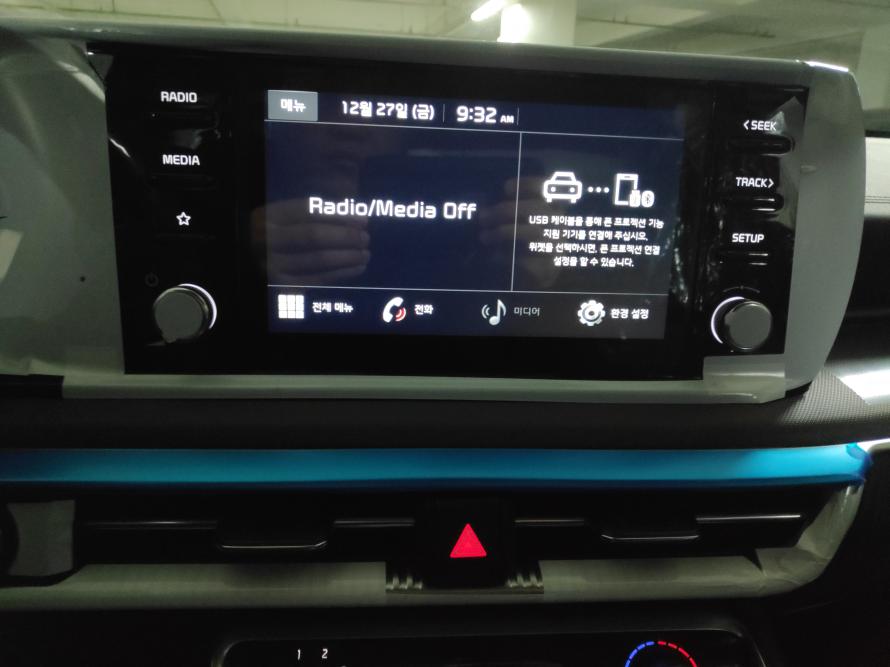 RADIO
MEDIA
메뉴
12월 27일 (금)
9:32 AM
Radio/Media Off
USB 케이블을 통해 폰 프로젝션 기능
지원 기기를 연결해 주십시오.
위젯을 선택하시면, 폰 프로젝션 연결
설정을 할 수 있습니다.
전체 메뉴
전화
미디어
환경 설정
<SEEK
TRACK>
SETUP
1 2